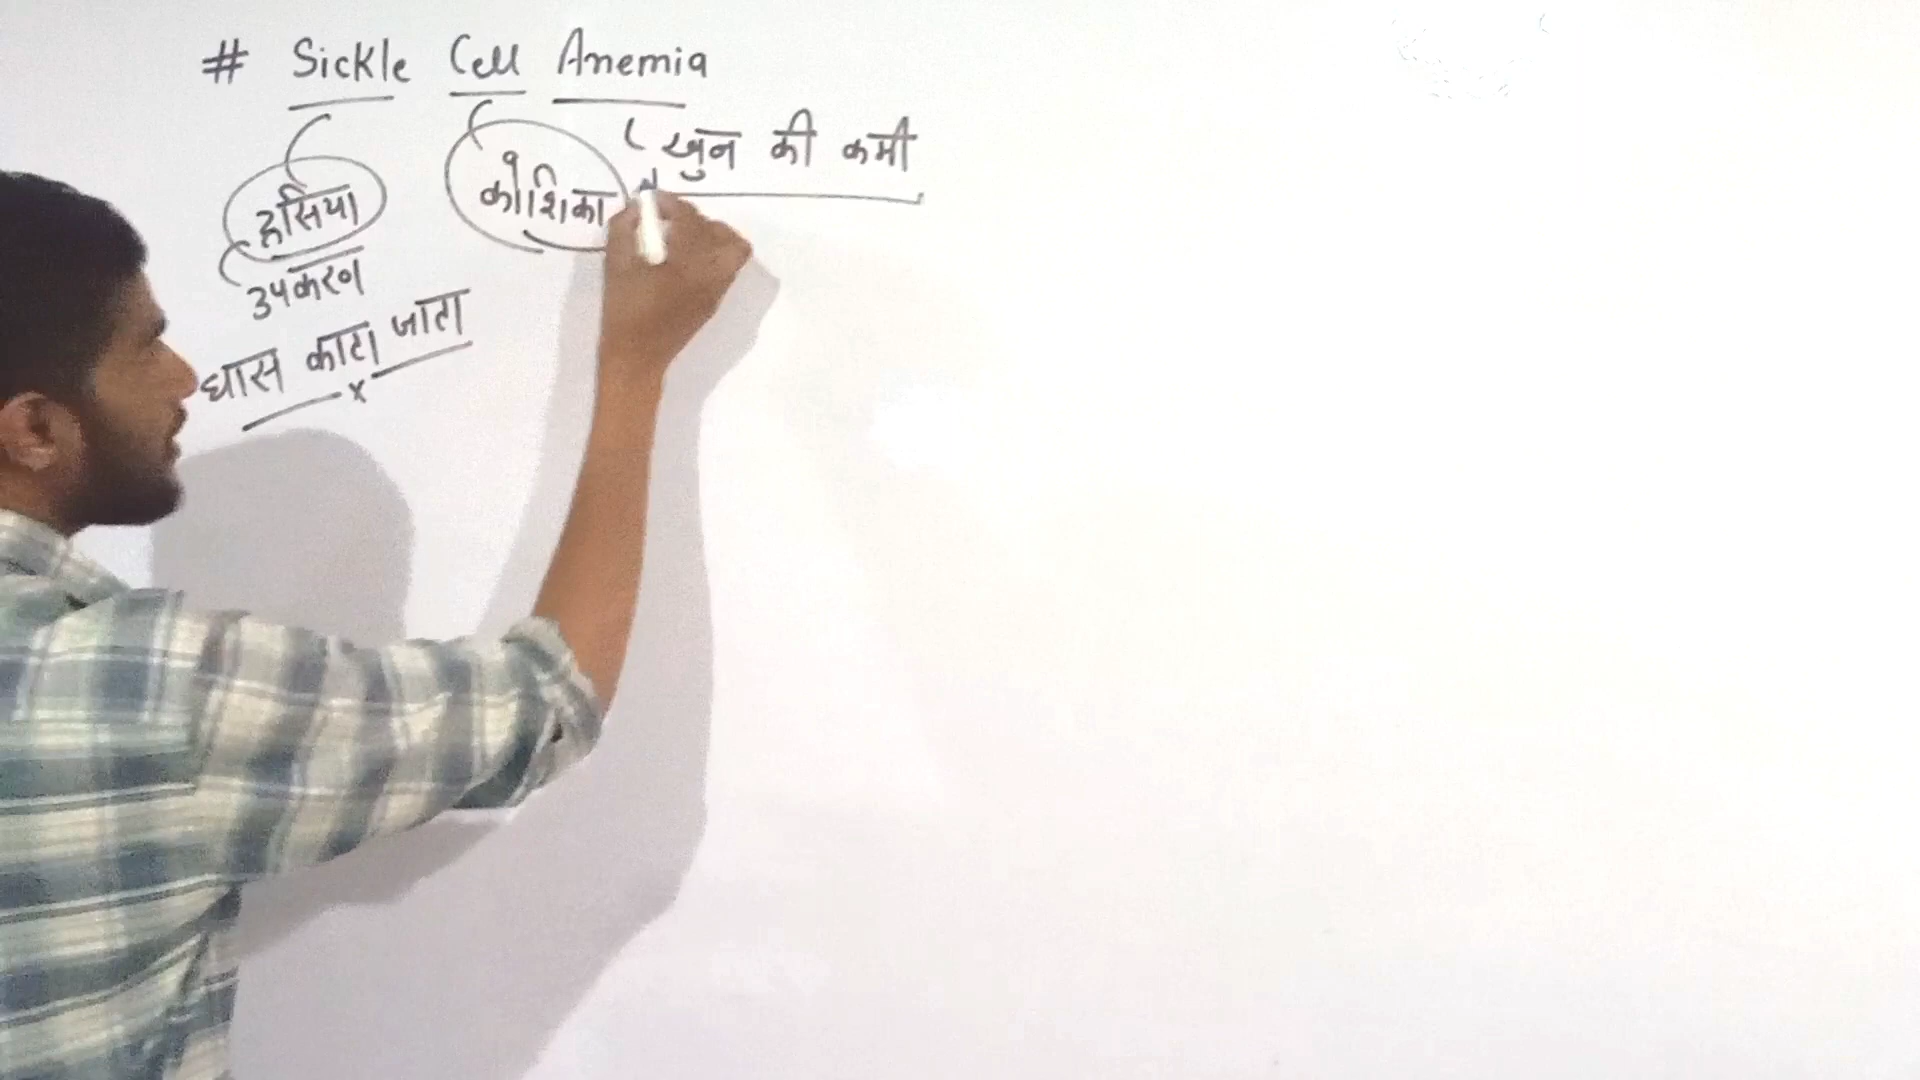 # Sickle Cell Anemia
खुन की कमी
हसिया
कोशिका
उपकरण
घास काटा जाता